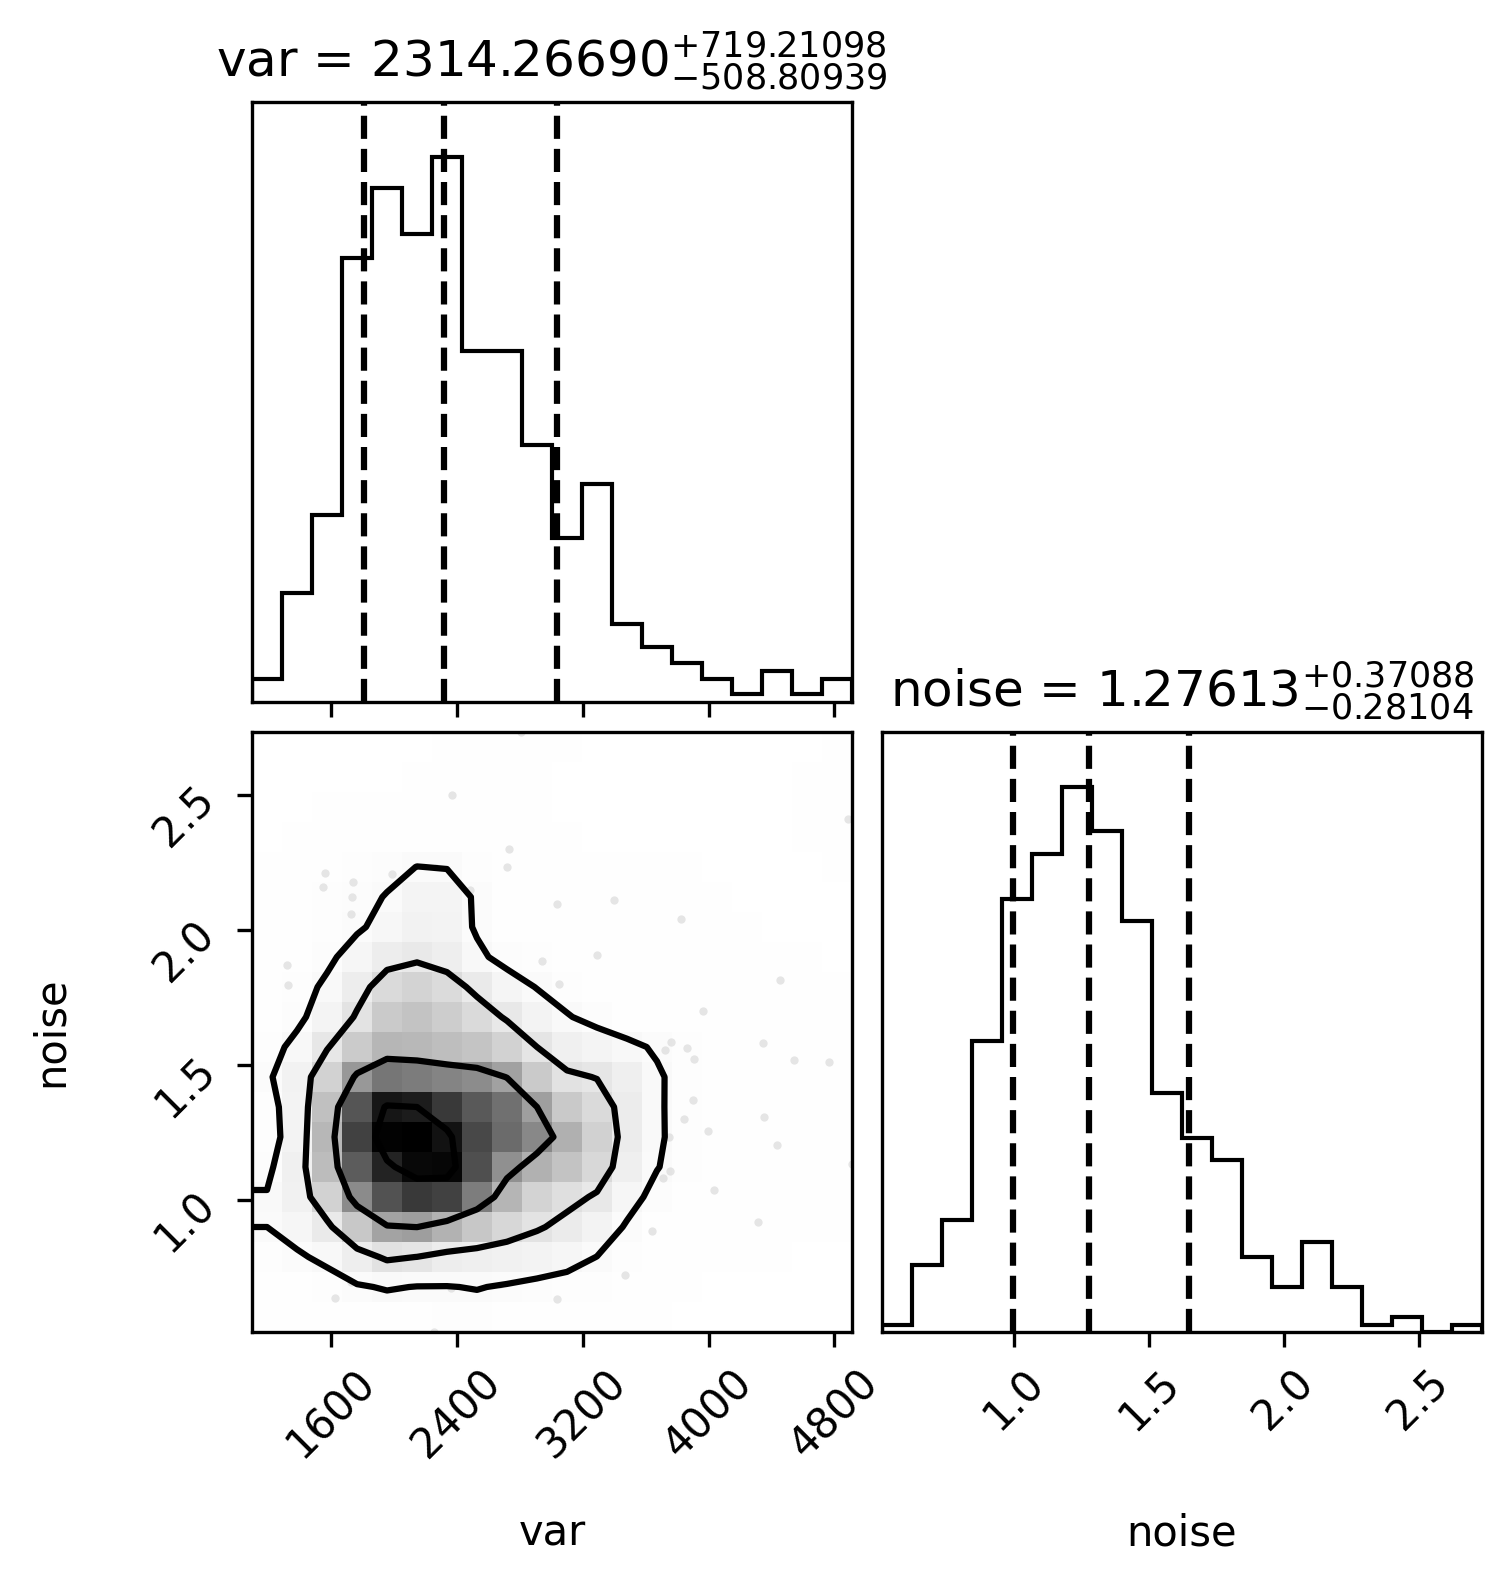 var = 2314.26690+719.21098−508.80939
noise = 1.27613+0.37088−0.28104
2.5
2.0
1.5
1.0
noise
1600 2400 3200 4000 4800
1.0 1.5 2.0 2.5
var
noise